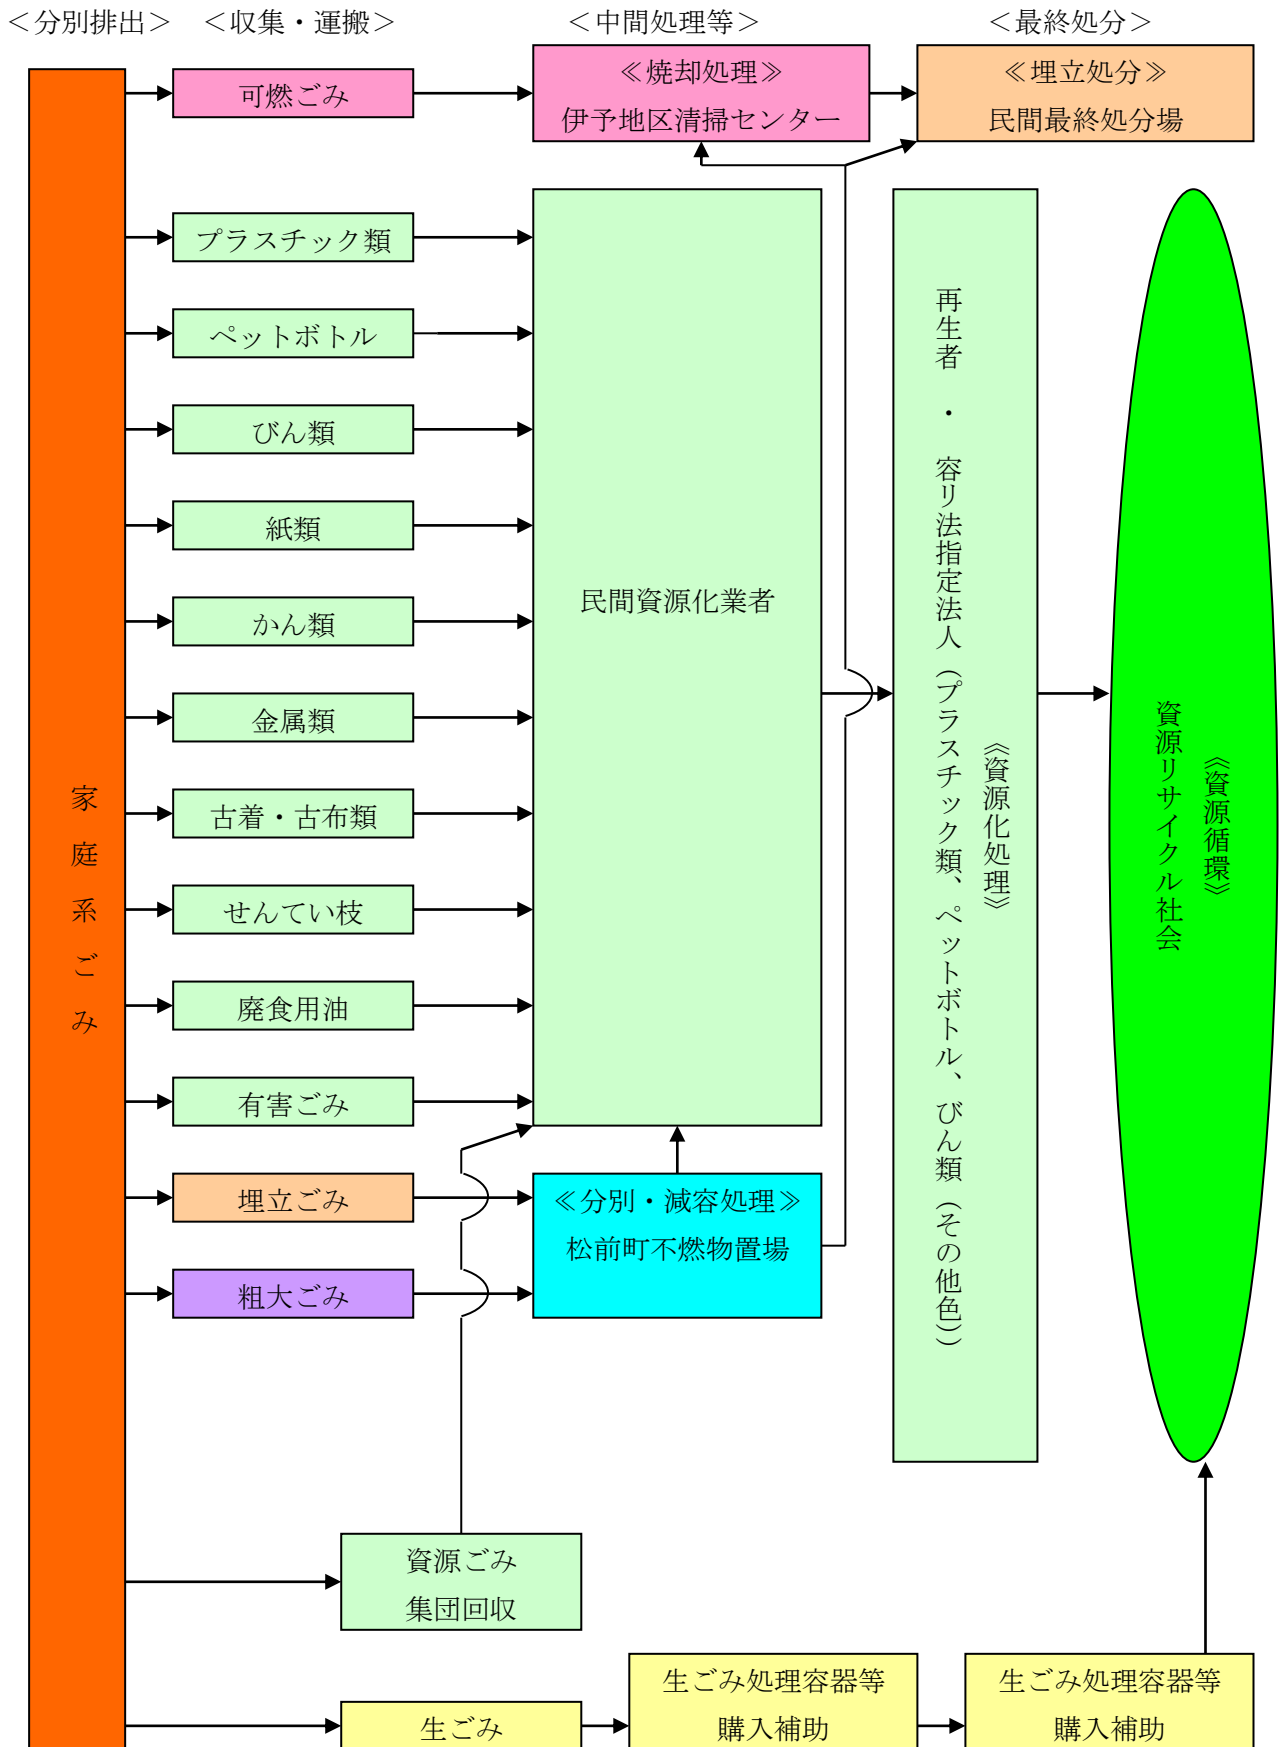 ＜分別排出＞ ＜収集・運搬＞ ＜中間処理等＞ ＜最終処分＞
家庭系ごみ
可燃ごみ
≪焼却処理≫
伊予地区清掃センター
≪埋立処分≫
民間最終処分場
プラスチック類
ペットボトル
びん類
紙類
かん類
金属類
古着・古布類
せんてい枝
廃食用油
有害ごみ
埋立ごみ
粗大ごみ
民間資源化業者
≪分別・減容処理≫
松前町不燃物置場
《資源化処理》
再生者 ・ 容リ法指定法人（プラスチック類、ペットボトル、びん類（その他色））
《資源循環》
資源リサイクル社会
資源ごみ
集団回収
生ごみ
生ごみ処理容器等
購入補助
生ごみ処理容器等
購入補助